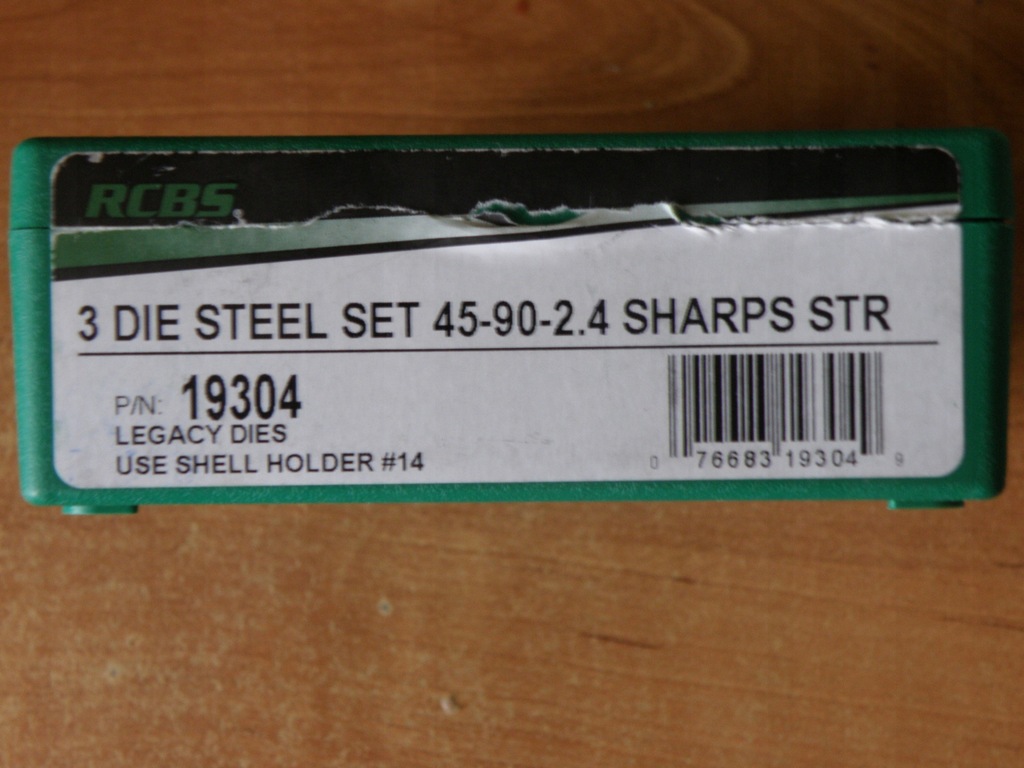 RCBS
3 DIE STEEL SET 45-90-2.4 SHARPS STR
P/N: 19304
LEGACY DIES
USE SHELL HOLDER #14
0 76683 19304 9